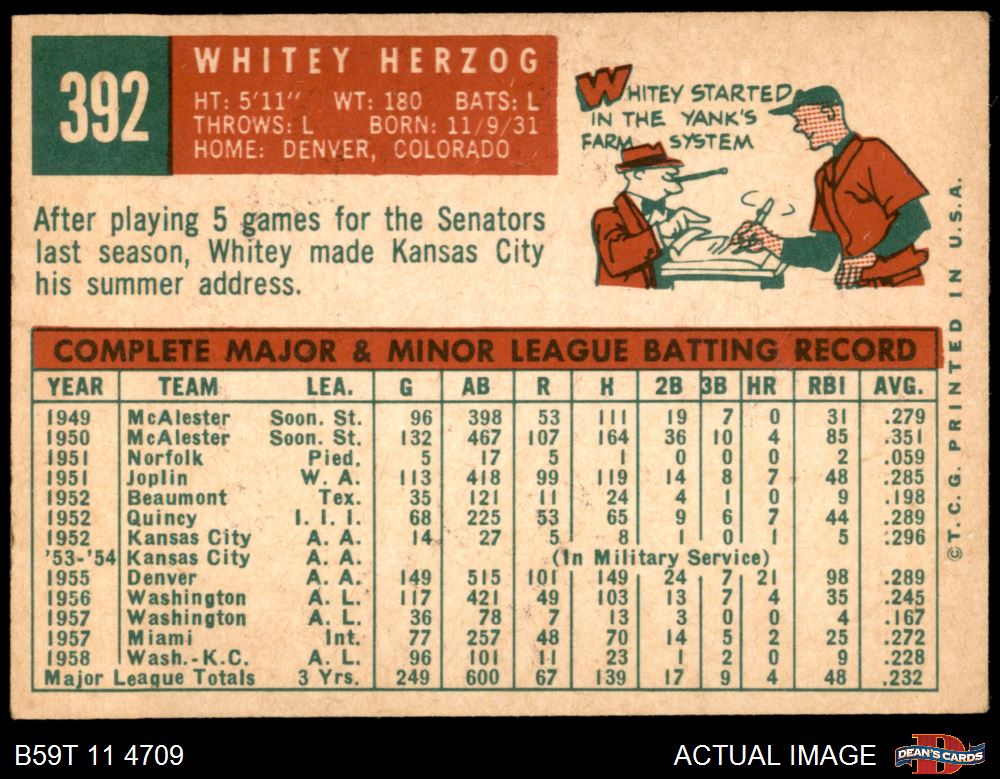 392
WHITEY HERZOG
HT: 5'11" WT: 180 BATS: L
THROWS: L BORN: 11/9/31
HOME: DENVER, COLORADO
WHITEY STARTED
IN THE YANK'S
FARM SYSTEM
After playing 5 games for the Senators
last season, Whitey made Kansas City
his summer address.
COMPLETE MAJOR & MINOR LEAGUE BATTING RECORD
YEAR TEAM LEA. G AB R H 2B 3B HR RBI AVG.
1949 McAlester Soon. St. 96 398 53 111 19 7 0 31 .279
1950 McAlester Soon. St. 132 467 107 164 36 10 4 85 .351
1951 Norfolk Pied. 5 17 5 1 0 0 0 2 .059
1951 Joplin W. A. 113 418 99 119 14 8 7 48 .285
1952 Beaumont Tex. 35 121 11 24 4 1 0 9 .198
1952 Quincy I. I. I. 68 225 53 65 9 6 7 44 .289
1952 Kansas City A. A. 14 27 5 8 1 0 1 5 .296
'53-'54 Kansas City A. A. (In Military Service)
1955 Denver A. A. 149 515 101 149 24 7 21 98 .289
1956 Washington A. L. 117 421 49 103 13 7 4 35 .245
1957 Washington A. L. 36 78 7 13 3 0 0 4 .167
1957 Miami Int. 77 257 48 70 14 5 2 25 .272
1958 Wash.-K.C. A. L. 96 101 11 23 1 2 0 9 .228
Major League Totals 3 Yrs. 249 600 67 139 17 9 4 48 .232
©T. C. G. PRINTED IN U.S.A.
B59T 11 4709
ACTUAL IMAGE
D
DEAN'S CARDS